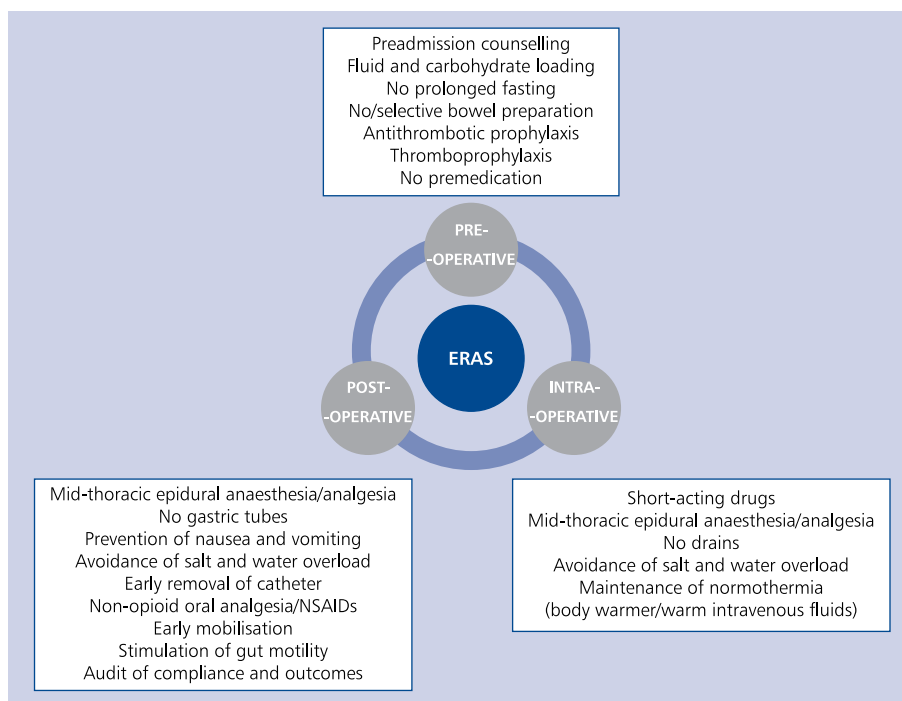 Preadmission counselling
Fluid and carbohydrate loading
No prolonged fasting
No/selective bowel preparation
Antithrombotic prophylaxis
Thromboprophylaxis
No premedication
PRE-
-OPERATIVE
ERAS
POST-
-OPERATIVE
INTRA-
-OPERATIVE
Mid-thoracic epidural anaesthesia/analgesia
No gastric tubes
Prevention of nausea and vomiting
Avoidance of salt and water overload
Early removal of catheter
Non-opioid oral analgesia/NSAIDs
Early mobilisation
Stimulation of gut motility
Audit of compliance and outcomes
Short-acting drugs
Mid-thoracic epidural anaesthesia/analgesia
No drains
Avoidance of salt and water overload
Maintenance of normothermia
(body warmer/warm intravenous fluids)